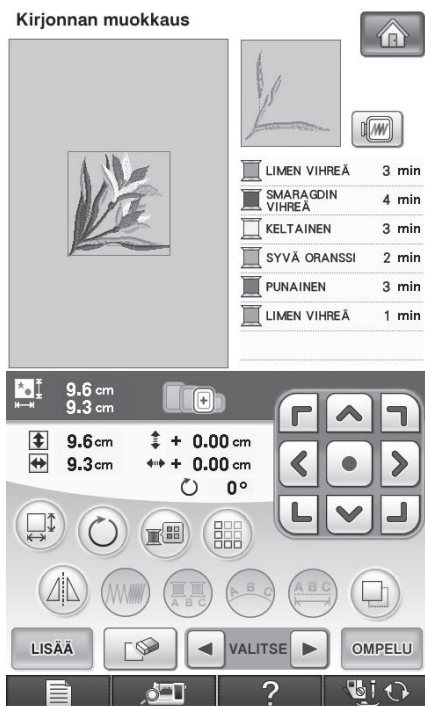 Kirjonnan muokkaus
LIMEN VIHREÄ 3 min
SMARAGDIN
VIHREÄ 4 min
KELTAINEN 3 min
SYVÄ ORANSSI 2 min
PUNAINEN 3 min
LIMEN VIHREÄ 1 min
9.6 cm
9.3 cm
9.6 cm + 0.00 cm
9.3 cm + 0.00 cm
0°
A B C
A B C
A B C
LISÄÄ VALITSE OMPELU
?